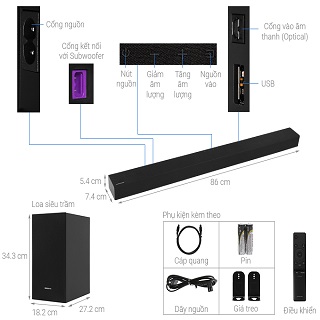 Cổng nguồn
Cổng kết nối
với Subwoofer
Nút
nguồn
Giảm
âm
lượng
Tăng
âm
lượng
Nguồn
vào
Cổng vào âm
thanh (Optical)
USB
5.4 cm
7.4 cm
86 cm
Loa siêu trầm
34.3 cm
18.2 cm
27.2 cm
Phụ kiện kèm theo
Cáp quang
Pin
Dây nguồn
Giá treo
Điều khiển